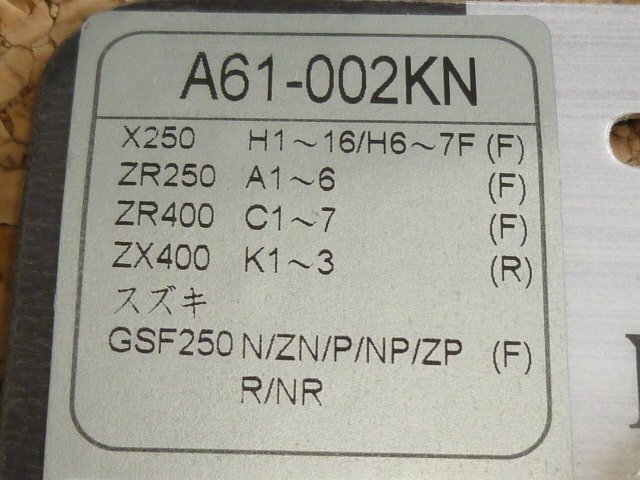 A61-002KN
X250 H1～16/H6～7F (F)
ZR250 A1～6 (F)
ZR400 C1～7 (F)
ZX400 K1～3 (R)
スズキ
GSF250 N/ZN/P/NP/ZP (F)
R/NR